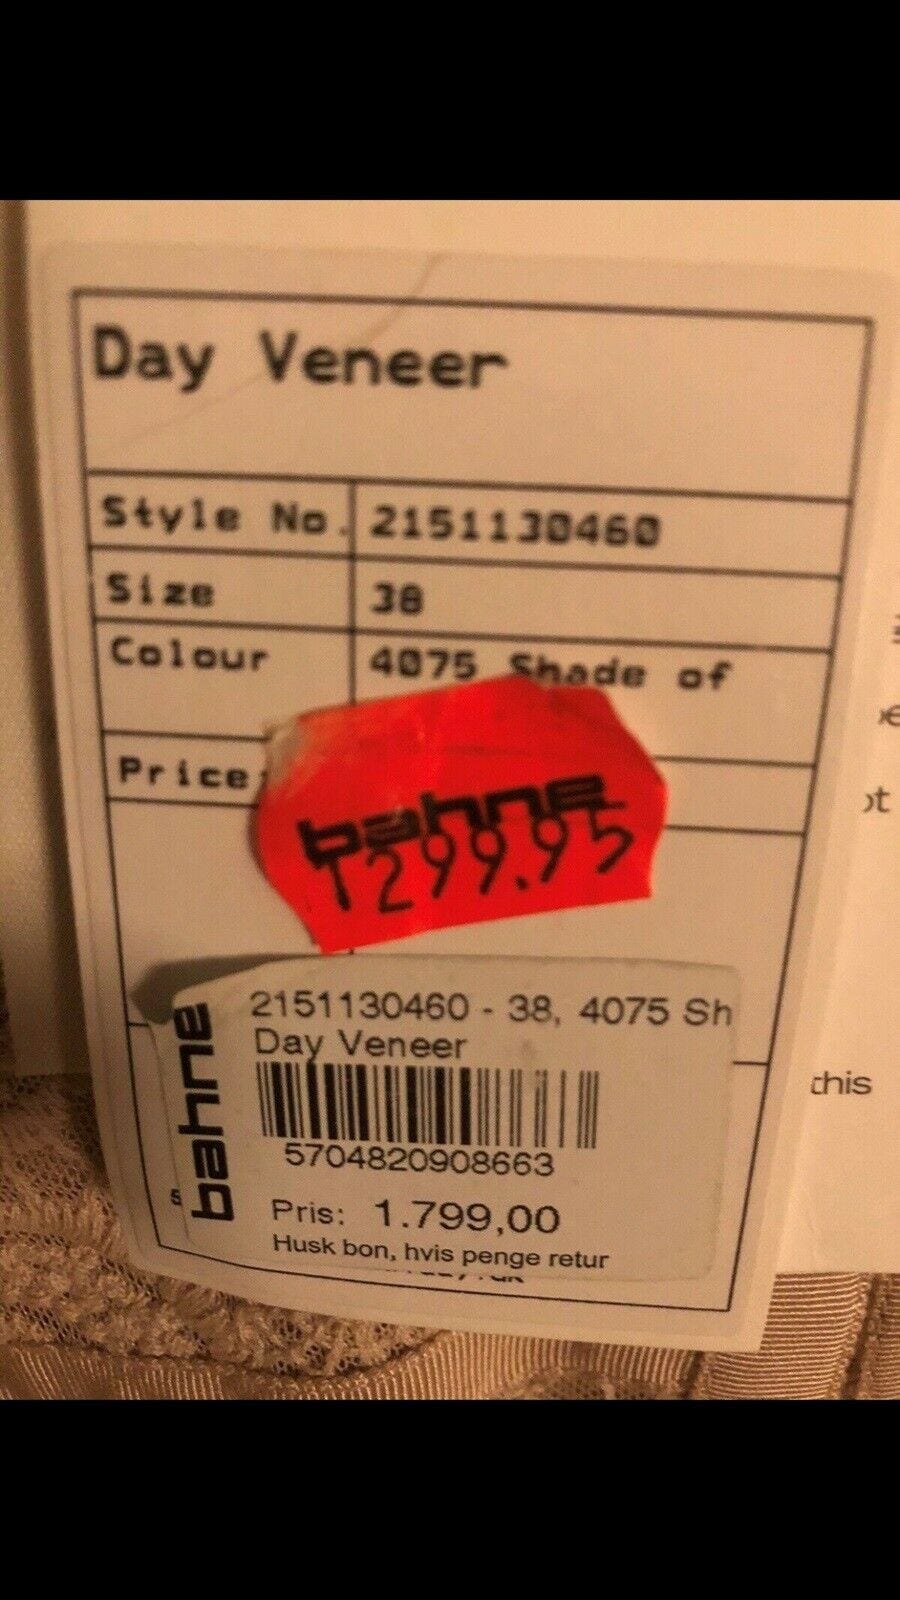 Day Veneer
Style No. 2151130460
Size 38
Colour 4075 Shade of
Price
bahne
1299.95
bahne
2151130460 - 38, 4075 Sh
Day Veneer
5704820908663
Pris: 1.799,00
Husk bon, hvis penge retur
this